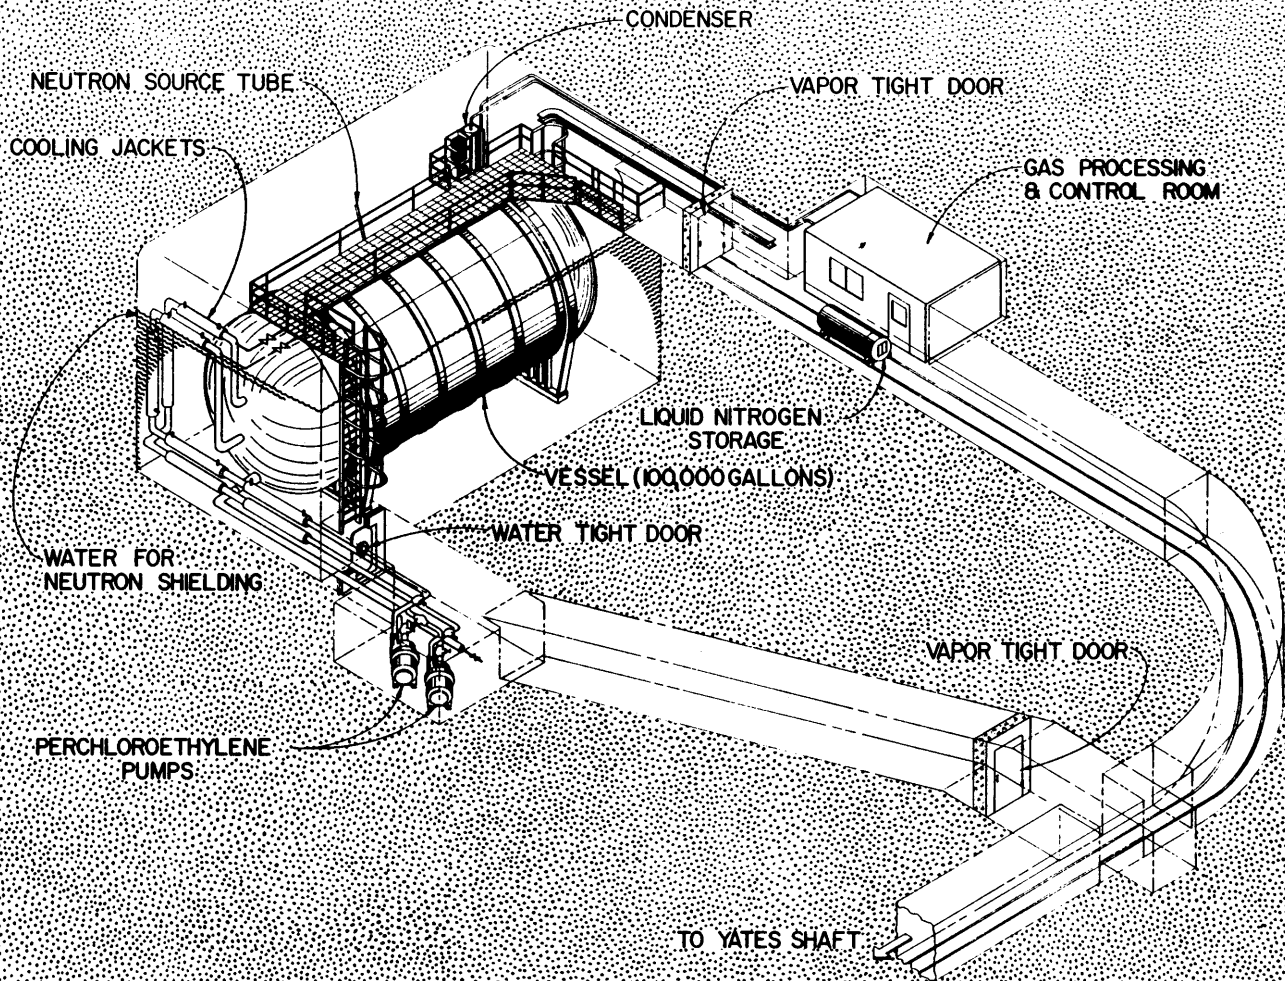 CONDENSER
NEUTRON SOURCE TUBE
VAPOR TIGHT DOOR
COOLING JACKETS
GAS PROCESSING
& CONTROL ROOM
LIQUID NITROGEN
STORAGE
VESSEL (100,000 GALLONS)
WATER TIGHT DOOR
WATER FOR
NEUTRON SHIELDING
VAPOR TIGHT DOOR
PERCHLOROETHYLENE
PUMPS
TO YATES SHAFT